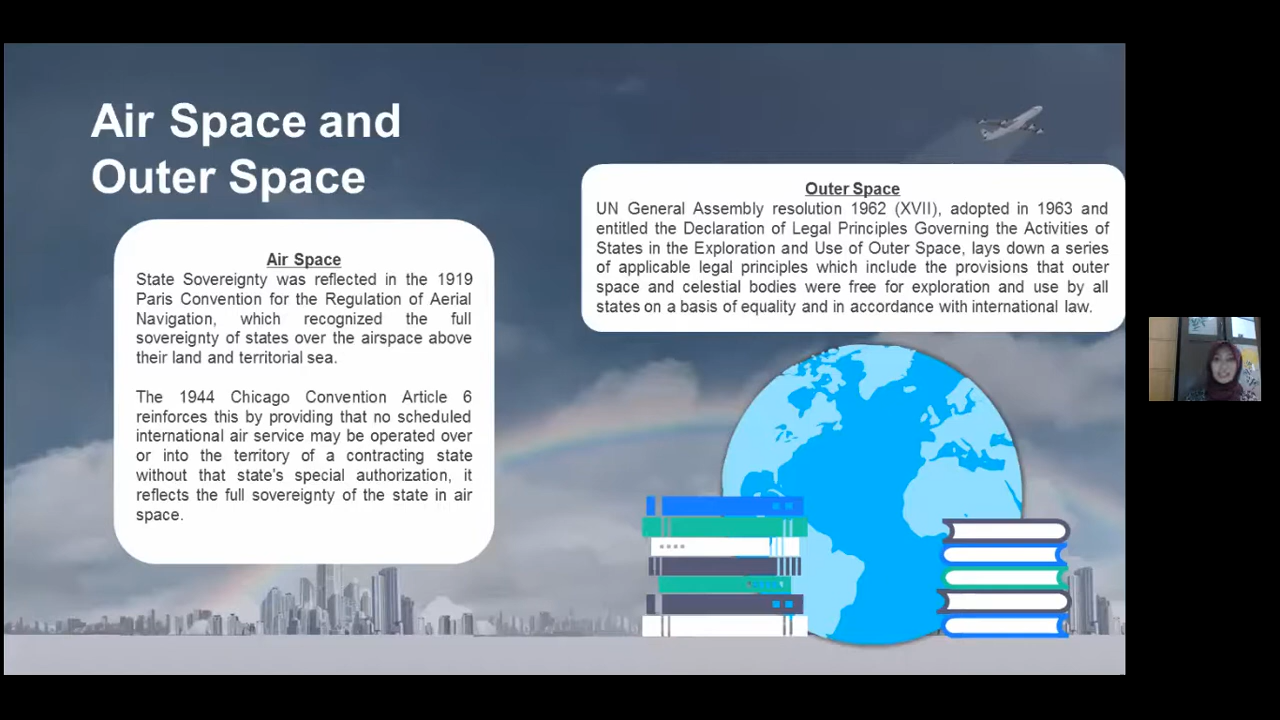 Air Space and
Outer Space
Air Space
State Sovereignty was reflected in the 1919
Paris Convention for the Regulation of Aerial
Navigation, which recognized the full
sovereignty of states over the airspace above
their land and territorial sea.
The 1944 Chicago Convention Article 6
reinforces this by providing that no scheduled
international air service may be operated over
or into the territory of a contracting state
without that state's special authorization, it
reflects the full sovereignty of the state in air
space.
Outer Space
UN General Assembly resolution 1962 (XVII), adopted in 1963 and
entitled the Declaration of Legal Principles Governing the Activities of
States in the Exploration and Use of Outer Space, lays down a series
of applicable legal principles which include the provisions that outer
space and celestial bodies were free for exploration and use by all
states on a basis of equality and in accordance with international law.